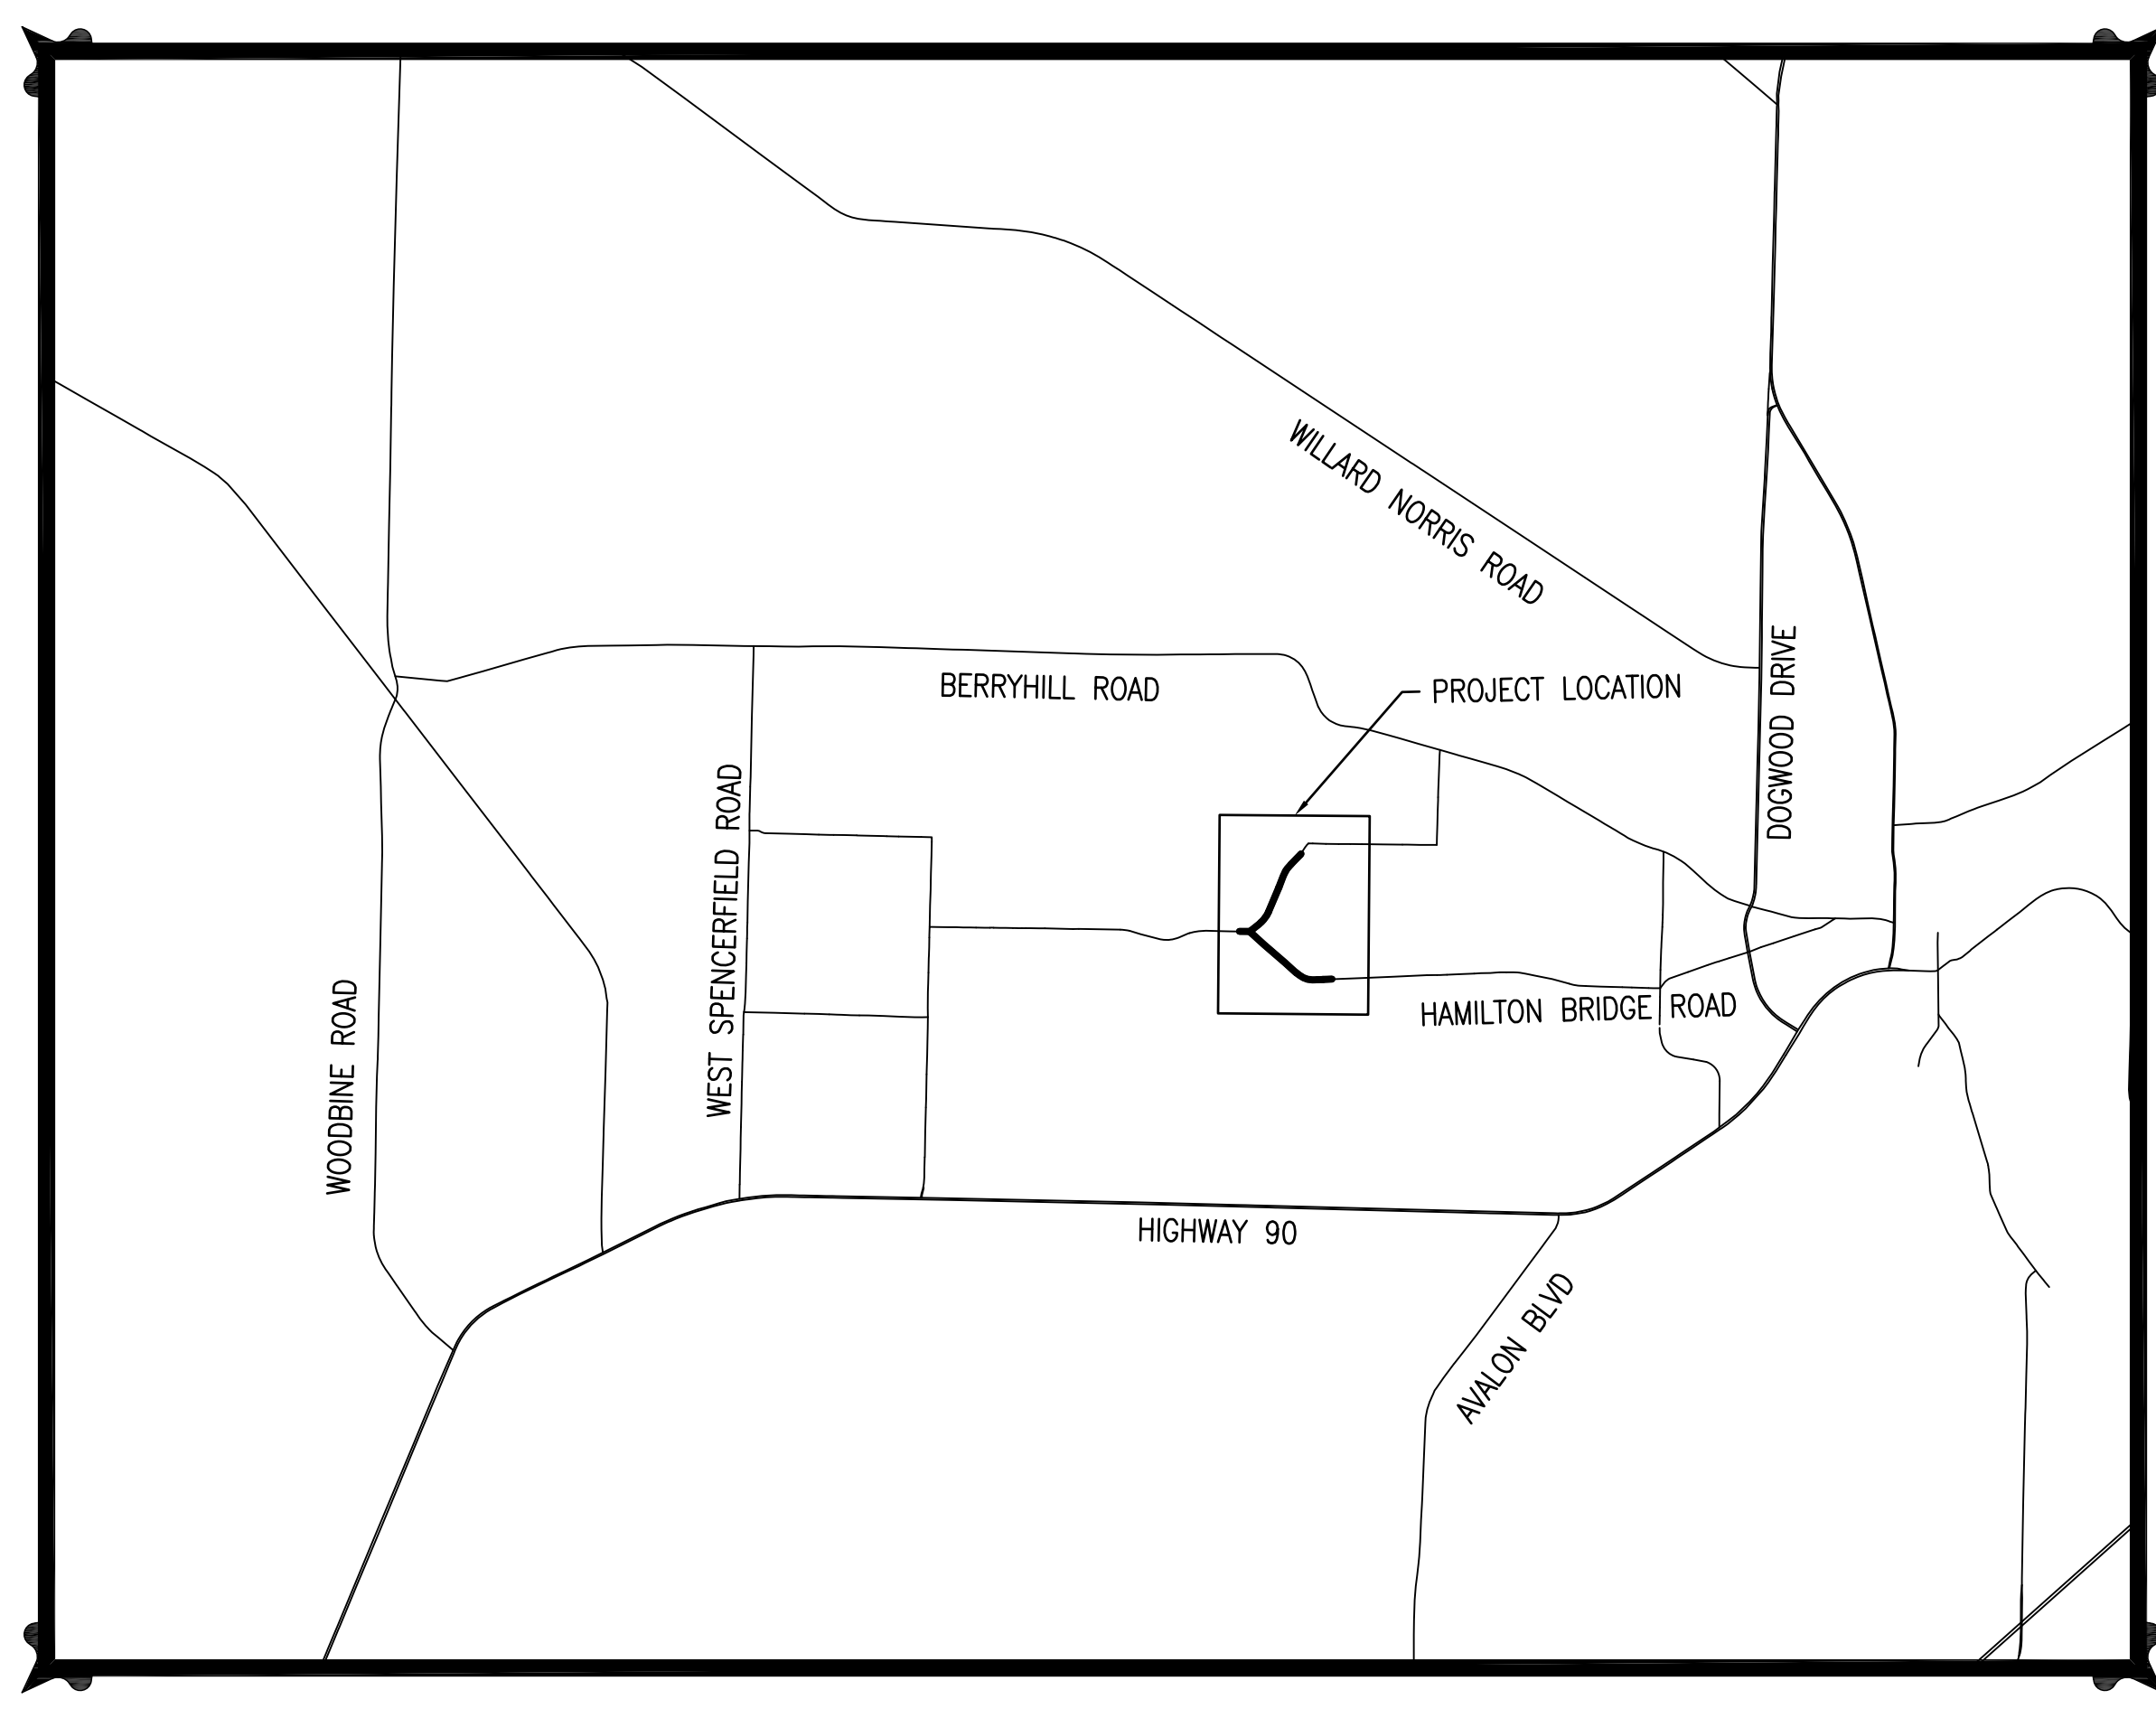 WILLARD NORRIS ROAD
BERRYHILL ROAD
PROJECT LOCATION
DOGWOOD DRIVE
WEST SPENCERFIELD ROAD
WOODBINE ROAD
HAMILTON BRIDGE ROAD
HIGHWAY 90
AVALON BLVD